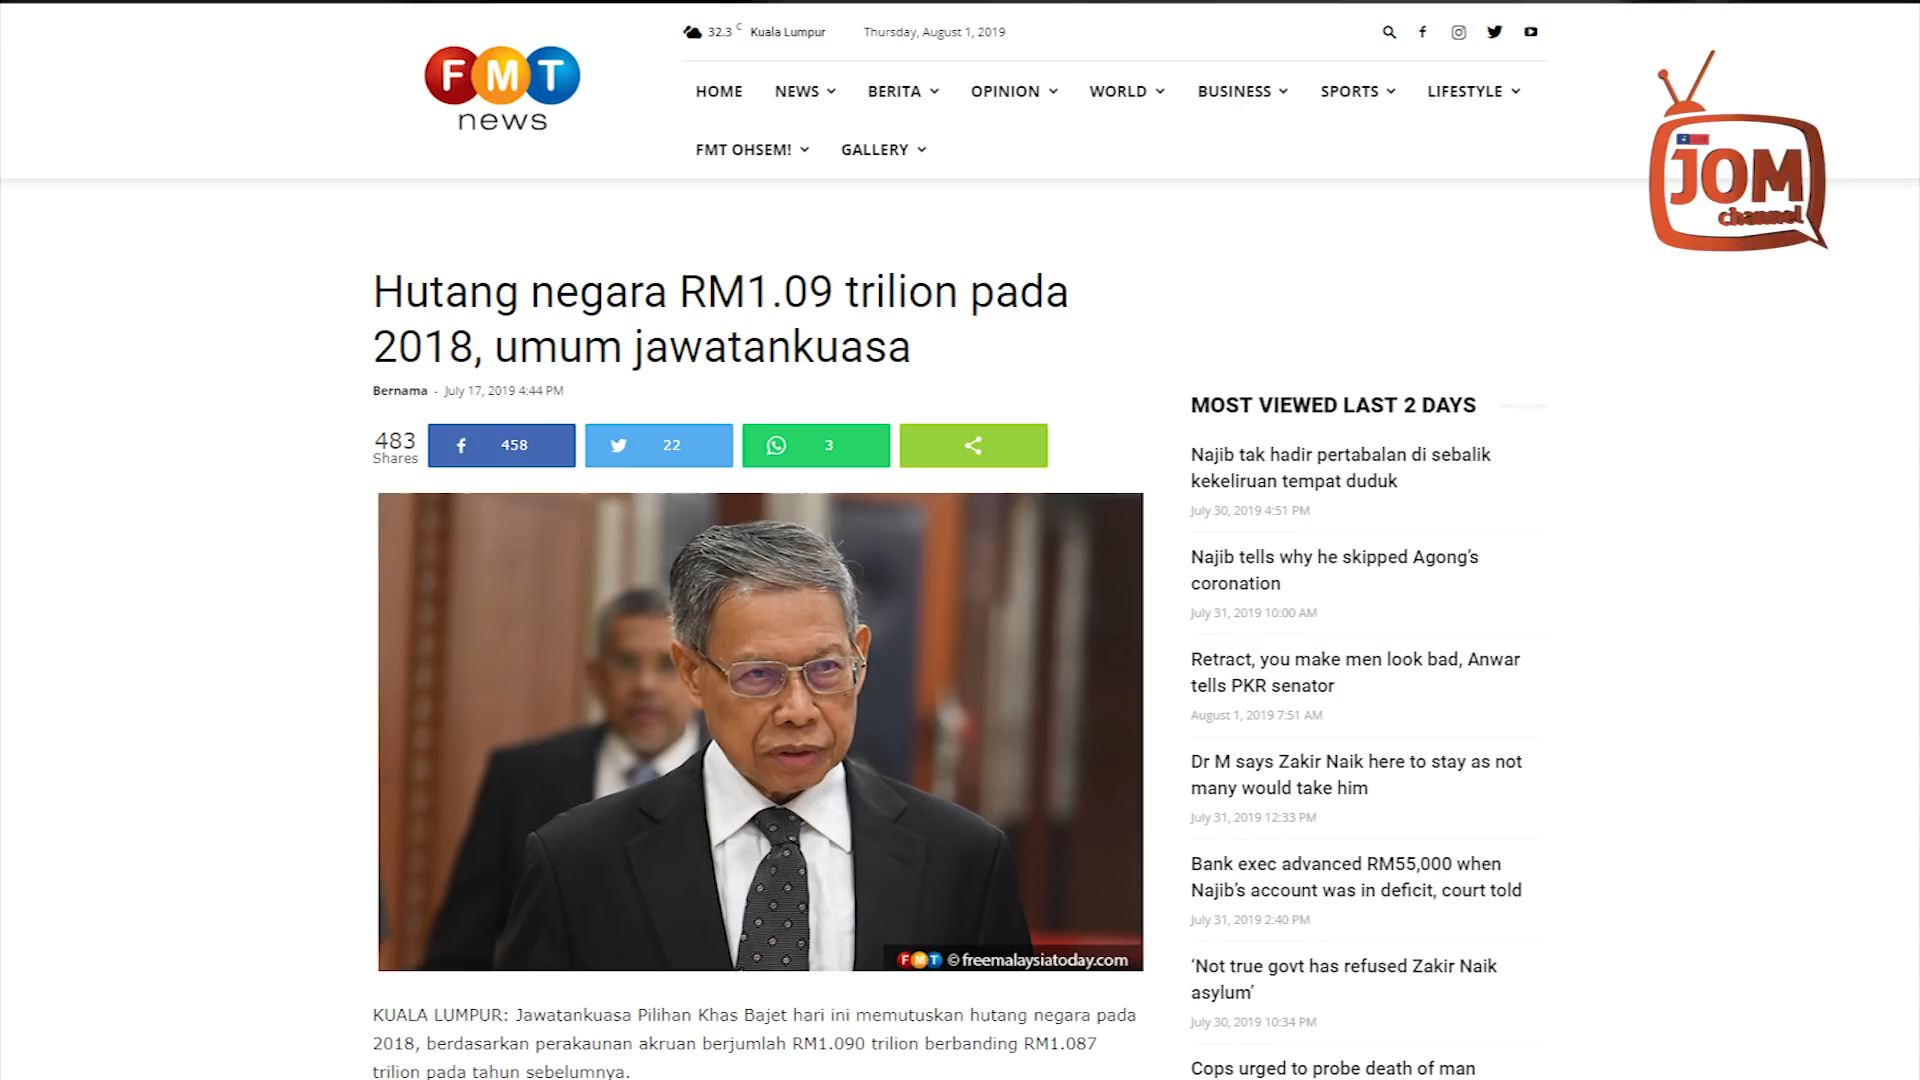 FMT
news
32.3 C Kuala Lumpur Thursday, August 1, 2019
HOME NEWS BERITA OPINION WORLD BUSINESS SPORTS LIFESTYLE
FMT OHSEM! GALLERY
JOM
channel
Hutang negara RM1.09 trilion pada
2018, umum jawatankuasa
Bernama - July 17, 2019 4:44 PM
483
Shares
458
22
3
FMT © freemalaysiatoday.com
KUALA LUMPUR: Jawatankuasa Pilihan Khas Bajet hari ini memutuskan hutang negara pada
2018, berdasarkan perakaunan akruan berjumlah RM1.090 trilion berbanding RM1.087
trilion pada tahun sebelumnya.
MOST VIEWED LAST 2 DAYS
Najib tak hadir pertabalan di sebalik
kekeliruan tempat duduk
July 30, 2019 4:51 PM
Najib tells why he skipped Agong’s
coronation
July 31, 2019 10:00 AM
Retract, you make men look bad, Anwar
tells PKR senator
August 1, 2019 7:51 AM
Dr M says Zakir Naik here to stay as not
many would take him
July 31, 2019 12:33 PM
Bank exec advanced RM55,000 when
Najib’s account was in deficit, court told
July 31, 2019 2:40 PM
‘Not true govt has refused Zakir Naik
asylum’
July 30, 2019 10:34 PM
Cops urged to probe death of man